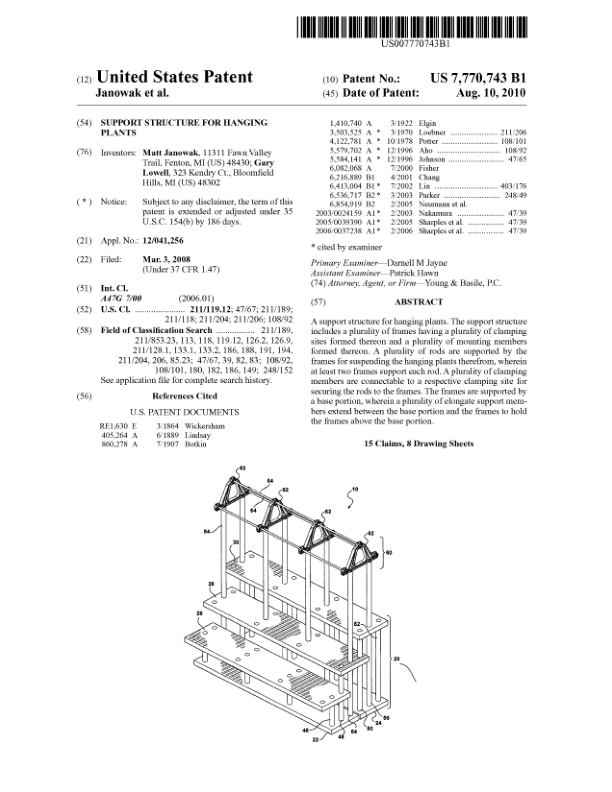 US007770743B1
(12) United States Patent
Janowak et al.
(10) Patent No.: US 7,770,743 B1
(45) Date of Patent: Aug. 10, 2010
(54) SUPPORT STRUCTURE FOR HANGING
PLANTS
(76) Inventors: Matt Janowak, 11311 Fawn Valley
Trail, Fenton, MI (US) 48430; Gary
Lowell, 323 Kendry Ct., Bloomfield
Hills, MI (US) 48302
( * ) Notice: Subject to any disclaimer, the term of this
patent is extended or adjusted under 35
U.S.C. 154(b) by 186 days.
(21) Appl. No.: 12/041,256
(22) Filed: Mar. 3, 2008
(Under 37 CFR 1.47)
(51) Int. Cl.
A47G 7/00 (2006.01)
(52) U.S. Cl. .................... 211/119.12; 47/67; 211/189;
211/118; 211/204; 211/206; 108/92
(58) Field of Classification Search ................ 211/189,
211/853.23, 113, 118, 119.12, 126.2, 126.9,
211/128.1, 133.1, 133.2, 186, 188, 191, 194,
211/204, 206, 85.23; 47/67, 39, 82, 83; 108/92,
108/101, 180, 182, 186, 149; 248/152
See application file for complete search history.
(56) References Cited
U.S. PATENT DOCUMENTS
RE1,630 E 3/1864 Wickersham
405,264 A 6/1889 Lindsay
860,278 A 7/1907 Botkin
1,410,740 A 3/1922 Elgin
3,503,525 A * 3/1970 Loebner ..................... 211/206
4,122,781 A * 10/1978 Potter ........................ 108/101
5,579,702 A * 12/1996 Aho ............................ 108/92
5,584,141 A * 12/1996 Johnson ....................... 47/65
6,082,068 A 7/2000 Fisher
6,216,889 B1 4/2001 Chang
6,413,004 B1 * 7/2002 Lin ............................ 403/176
6,536,717 B2 * 3/2003 Parker ........................ 248/49
6,854,919 B2 2/2005 Neumann et al.
2003/0024159 A1 * 2/2003 Nakamura .................... 47/39
2005/0039390 A1 * 2/2005 Sharples et al. ............... 47/39
2006/0037238 A1 * 2/2006 Sharples et al. ............... 47/39
* cited by examiner
Primary Examiner—Darnell M Jayne
Assistant Examiner—Patrick Hawn
(74) Attorney, Agent, or Firm—Young & Basile, P.C.
(57) ABSTRACT
A support structure for hanging plants. The support structure
includes a plurality of frames having a plurality of clamping
sites formed thereon and a plurality of mounting members
formed thereon. A plurality of rods are supported by the
frames for suspending the hanging plants therefrom, wherein
at least two frames support each rod. A plurality of clamping
members are connectable to a respective clamping site for
securing the rods to the frames. The frames are supported by
a base portion, wherein a plurality of elongate support mem-
bers extend between the base portion and the frames to hold
the frames above the base portion.
15 Claims, 8 Drawing Sheets
62
64
62
10
64
62
62
54
60
30
28
26
52
20
56
24
50
54
46
48
22